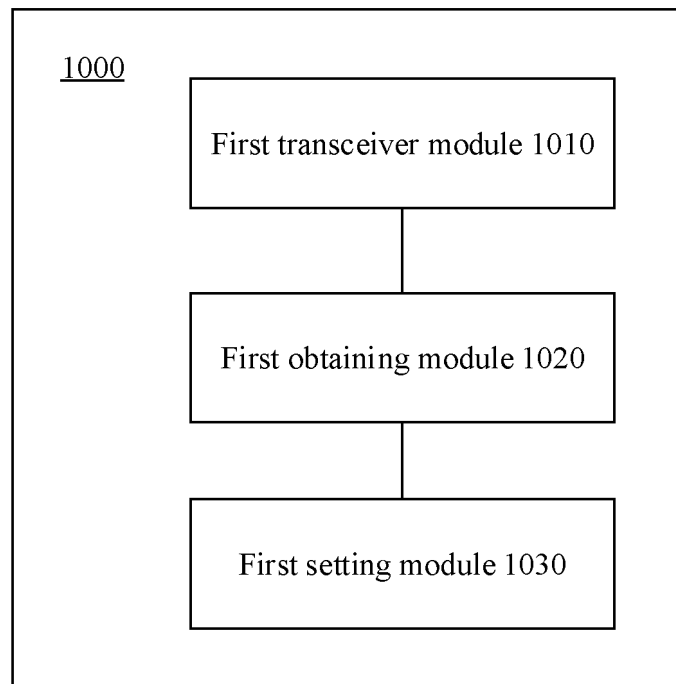 1000
First transceiver module 1010
First obtaining module 1020
First setting module 1030